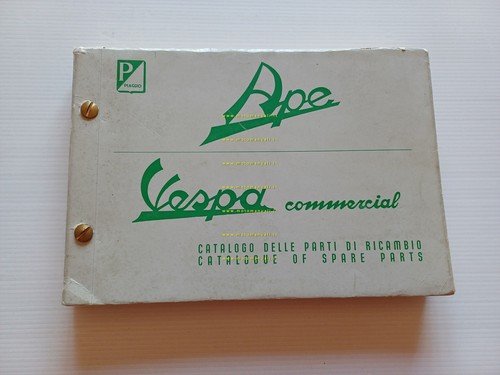 P
PIAGGIO
Ape
Vespa commercial
CATALOGO DELLE PARTI DI RICAMBIO
CATALOGUE OF SPARE PARTS